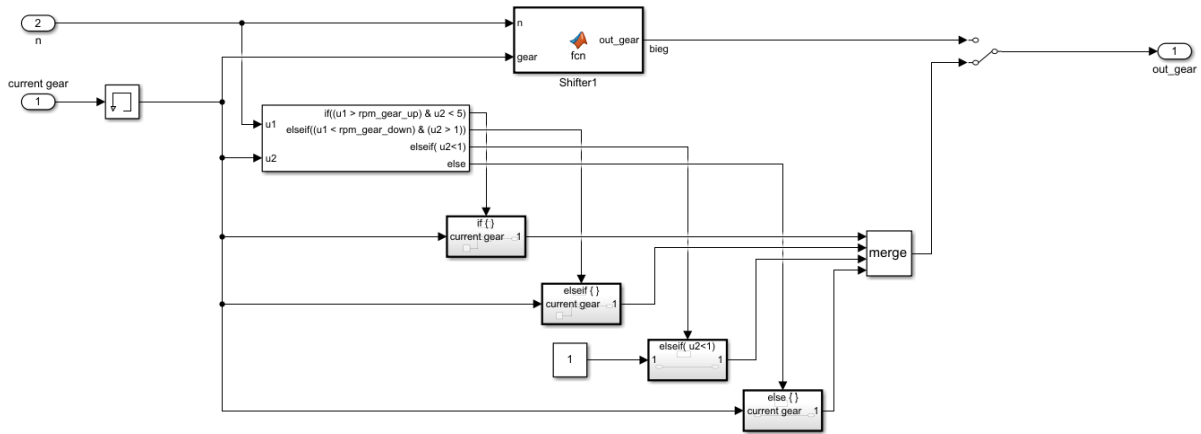 2
n
n
gear
fcn
out_gear
bieg
Shifter1
1
out_gear
current gear
1
u1
u2
if((u1 > rpm_gear_up) & u2 < 5)
elseif((u1 < rpm_gear_down) & (u2 > 1))
elseif( u2<1)
else
if { }
current gear
1
merge
elseif { }
current gear
1
1
elseif( u2<1)
1
1
else { }
current gear
1